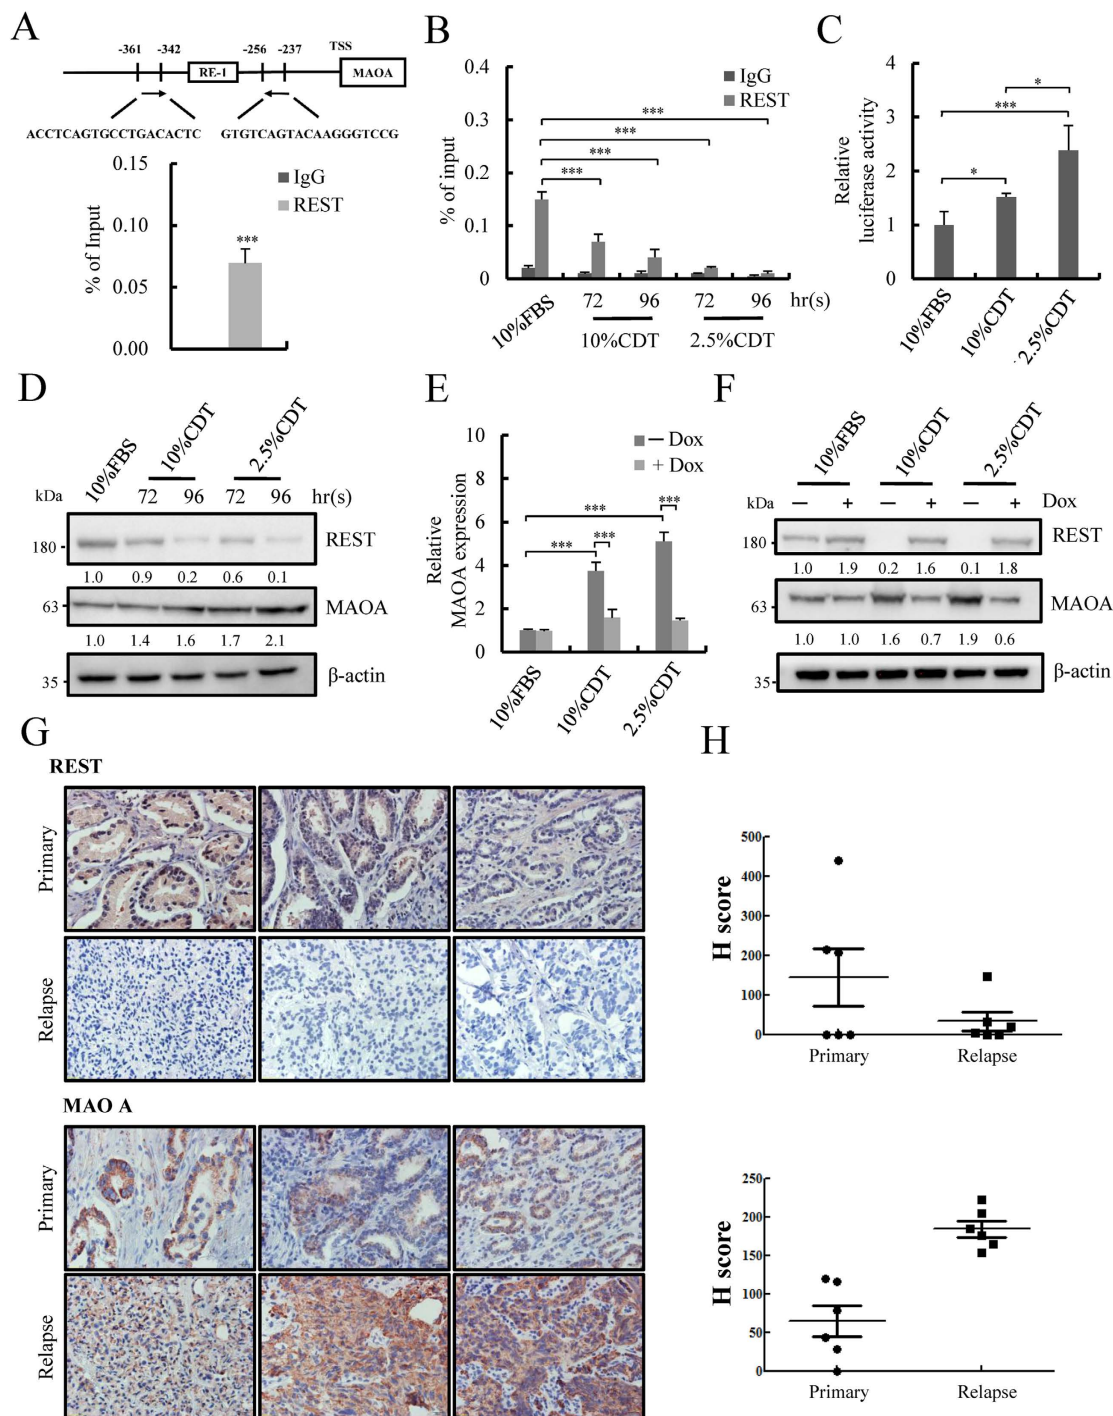 A
-361 -342 -256 -237 TSS
RE-1 MAOA
ACCTCAGTGCCTGACACTC GTGTCAGTACAAGGGTCCG
0.15
0.10
0.05
0.00
% of Input
IgG
REST
***
B
0.4
0.3
0.2
0.1
0
% of input
IgG
REST
***
***
***
***
10%FBS 72 96 72 96 hr(s)
10%CDT 2.5%CDT
C
4
3
2
1
0
Relative
luciferase activity
*
***
*
10%FBS 10%CDT 2.5%CDT
D
10%FBS 10%CDT 2.5%CDT
kDa 72 96 72 96 hr(s)
180 REST
1.0 0.9 0.2 0.6 0.1
63 MAOA
1.0 1.4 1.6 1.7 2.1
35 β-actin
E
10
8
6
4
2
0
Relative
MAOA expression
— Dox
+ Dox
***
***
***
***
10%FBS 10%CDT 2.5%CDT
F
10%FBS 10%CDT 2.5%CDT
kDa — + — + — + Dox
180 REST
1.0 1.9 0.2 1.6 0.1 1.8
63 MAOA
1.0 1.0 1.6 0.7 1.9 0.6
35 β-actin
G
REST
Primary
Relapse
MAO A
Primary
Relapse
H
500
400
300
200
100
0
H score
Primary Relapse
250
200
150
100
50
0
H score
Primary Relapse